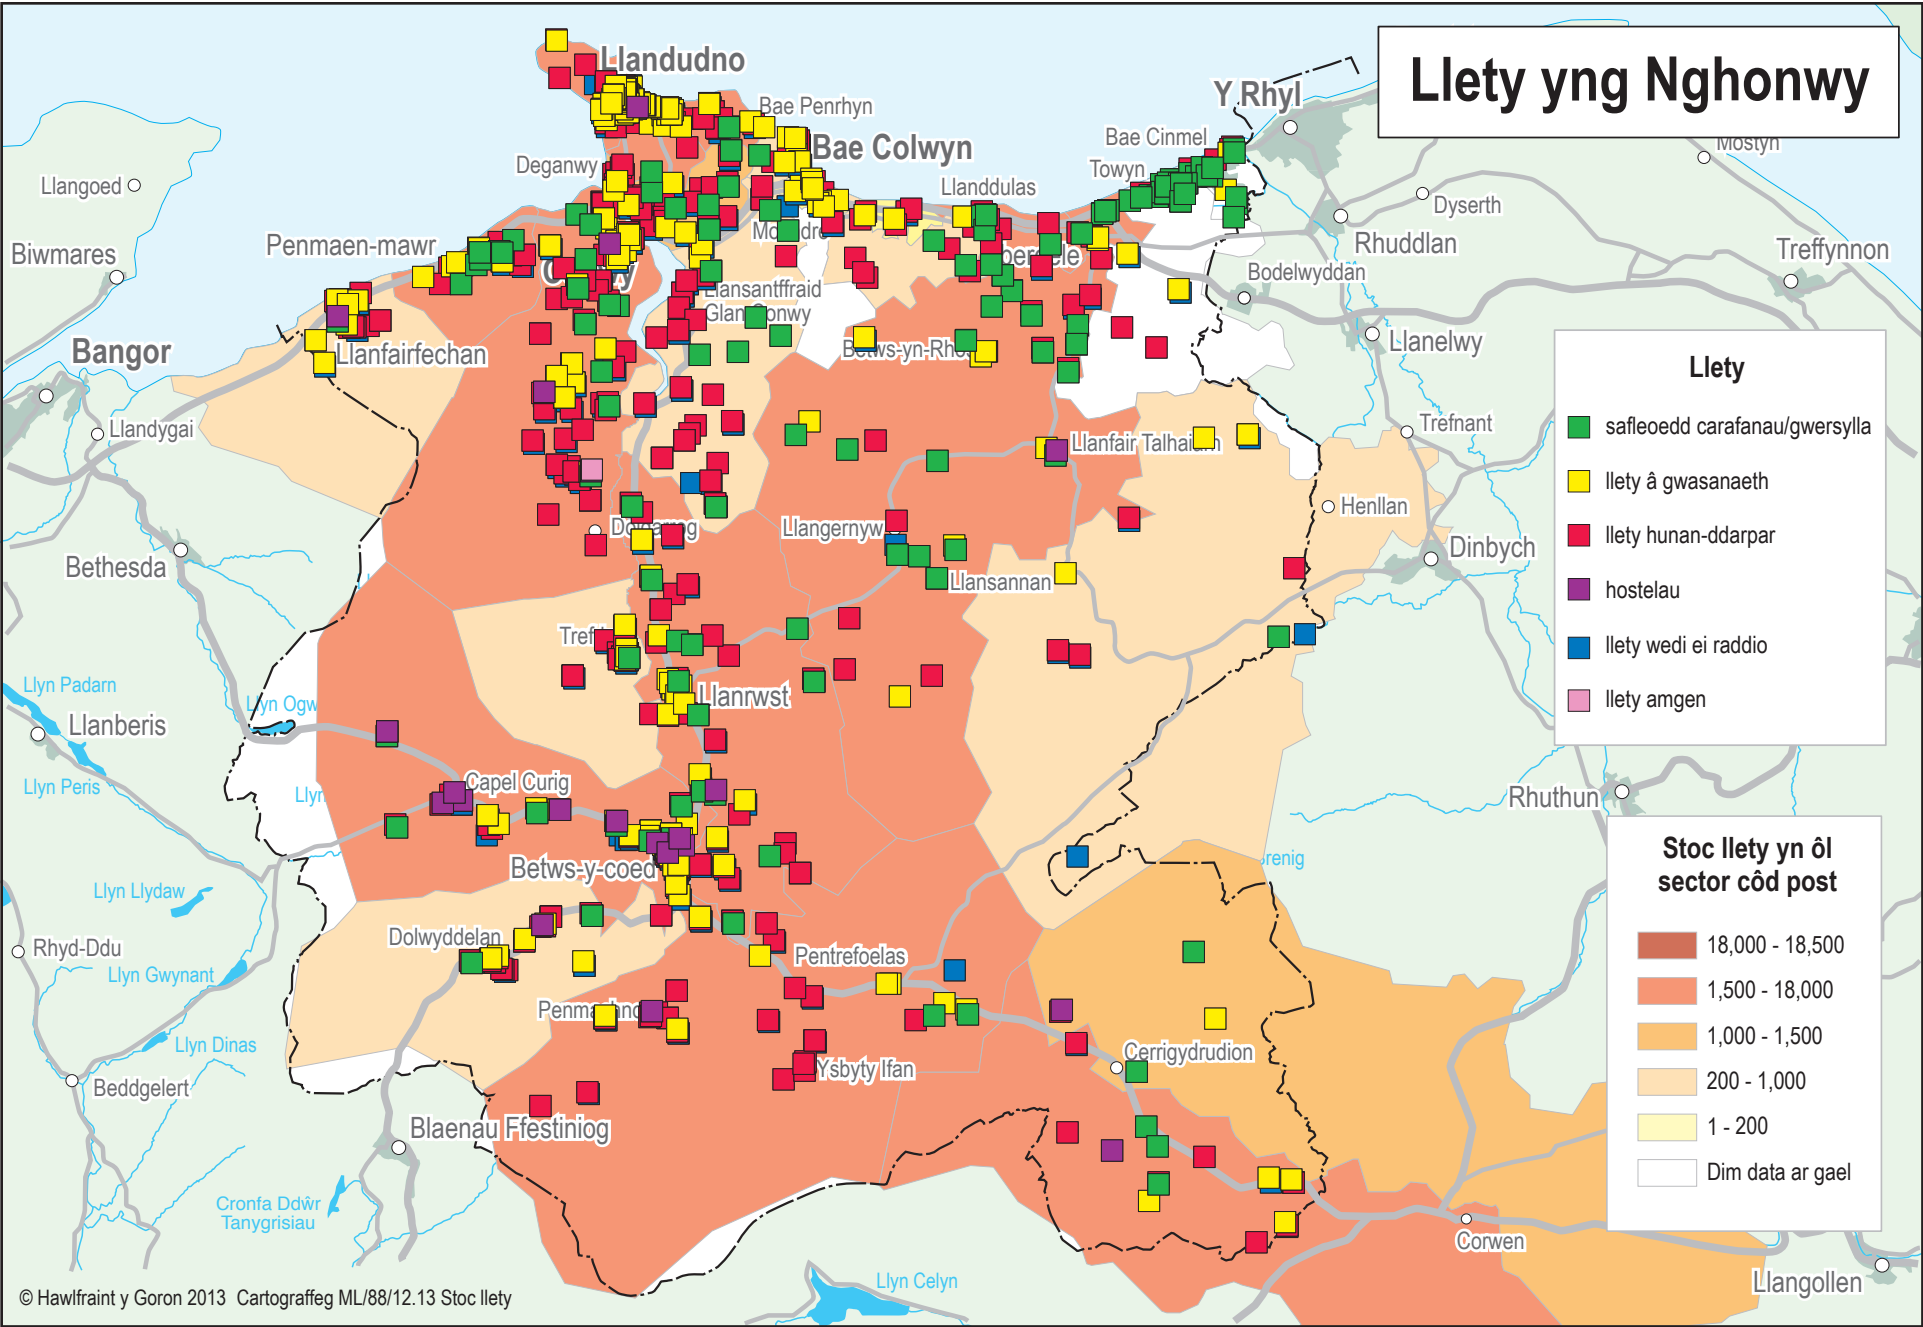 Llety yng Nghonwy
Llandudno
Bae Penrhyn
Y Rhyl
Bae Cinmel
Mostyn
Deganwy
Bae Colwyn
Towyn
Llangoed
Llanddulas
Dyserth
Biwmares
Penmaen-mawr
Rhuddlan
Treffynnon
Bodelwyddan
Llansantffraid
Glan Conwy
Bangor
Llanfairfechan
Betws-yn-Rhos
Llanelwy
Llandygai
Llanfair Talhaiarn
Trefnant
Henllan
Dolgarrog
Llangernyw
Dinbych
Bethesda
Llansannan
Llyn Padarn
Llanrwst
Llyn Ogw
Llanberis
Llyn Peris
Capel Curig
Llyn
Rhuthun
Betws-y-coed
Llyn Llydaw
Dolwyddelan
Rhyd-Ddu
Llyn Gwynant
Pentrefoelas
Llyn Dinas
Cerrigydrudion
Ysbyty Ifan
Beddgelert
Blaenau Ffestiniog
Cronfa Ddŵr
Tanygrisiau
Corwen
Llyn Celyn
Llangollen
Llety
safleoedd carafanau/gwersylla
llety â gwasanaeth
llety hunan-ddarpar
hostelau
llety wedi ei raddio
llety amgen
Stoc llety yn ôl
sector côd post
18,000 - 18,500
1,500 - 18,000
1,000 - 1,500
200 - 1,000
1 - 200
Dim data ar gael
© Hawlfraint y Goron 2013 Cartograffeg ML/88/12.13 Stoc llety